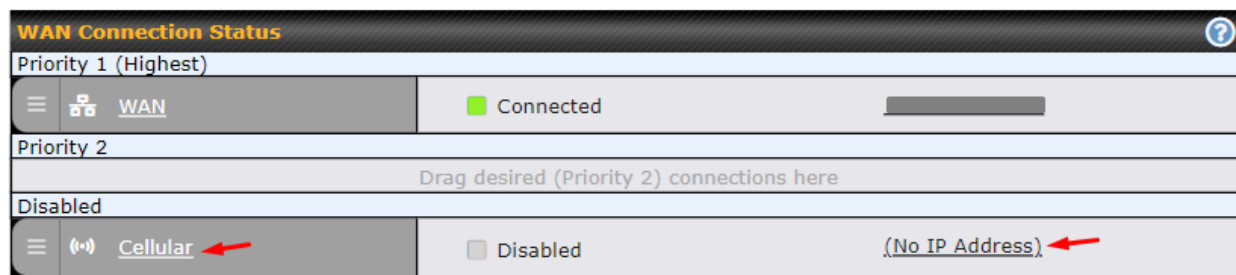 WAN Connection Status ?
Priority 1 (Highest)
WAN Connected
Priority 2
Drag desired (Priority 2) connections here
Disabled
Cellular Disabled (No IP Address)